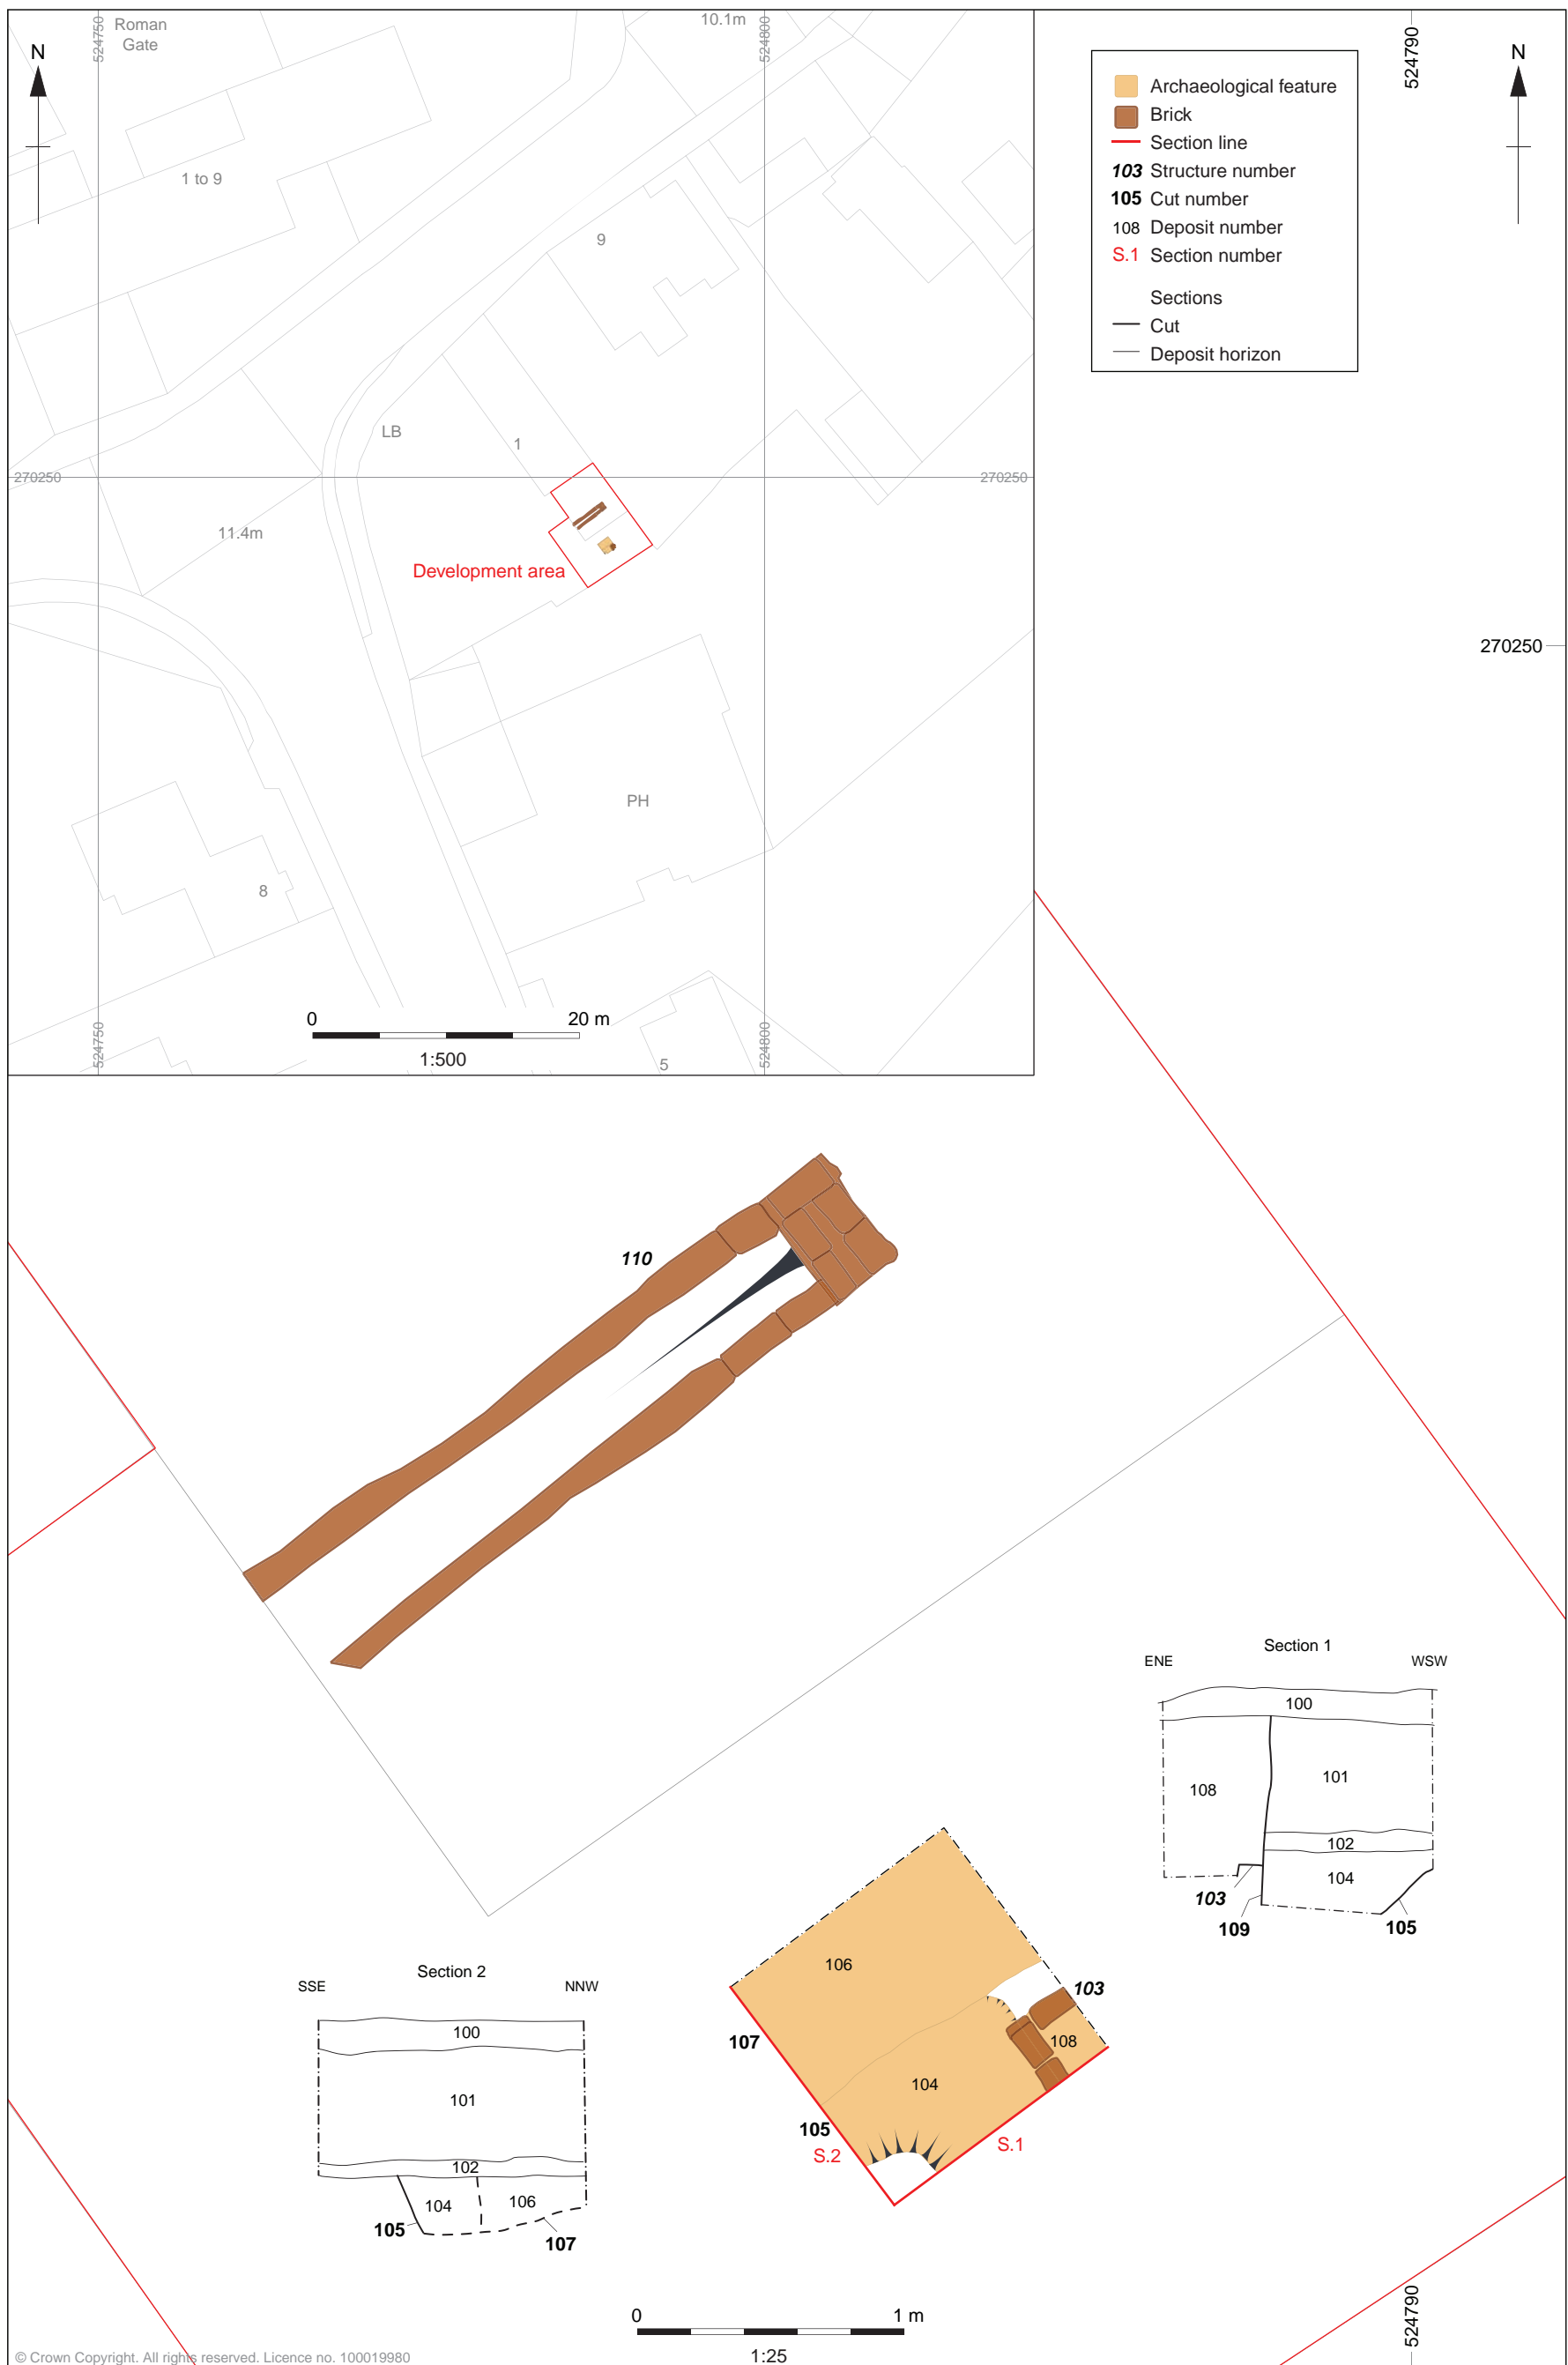 Roman
Gate
524750
10.1m
524800
N
1 to 9
9
LB
1
270250
270250
11.4m
Development area
PH
8
0
20 m
1:500
524750
524800
5
Archaeological feature
Brick
Section line
103 Structure number
105 Cut number
108 Deposit number
S.1 Section number
Sections
Cut
Deposit horizon
524790
N
270250
110
Section 1
ENE
WSW
100
101
108
102
104
103
109
105
106
103
107
108
104
105
S.2
S.1
Section 2
SSE
NNW
100
101
102
104
106
105
107
0
1 m
1:25
524790
© Crown Copyright. All rights reserved. Licence no. 100019980